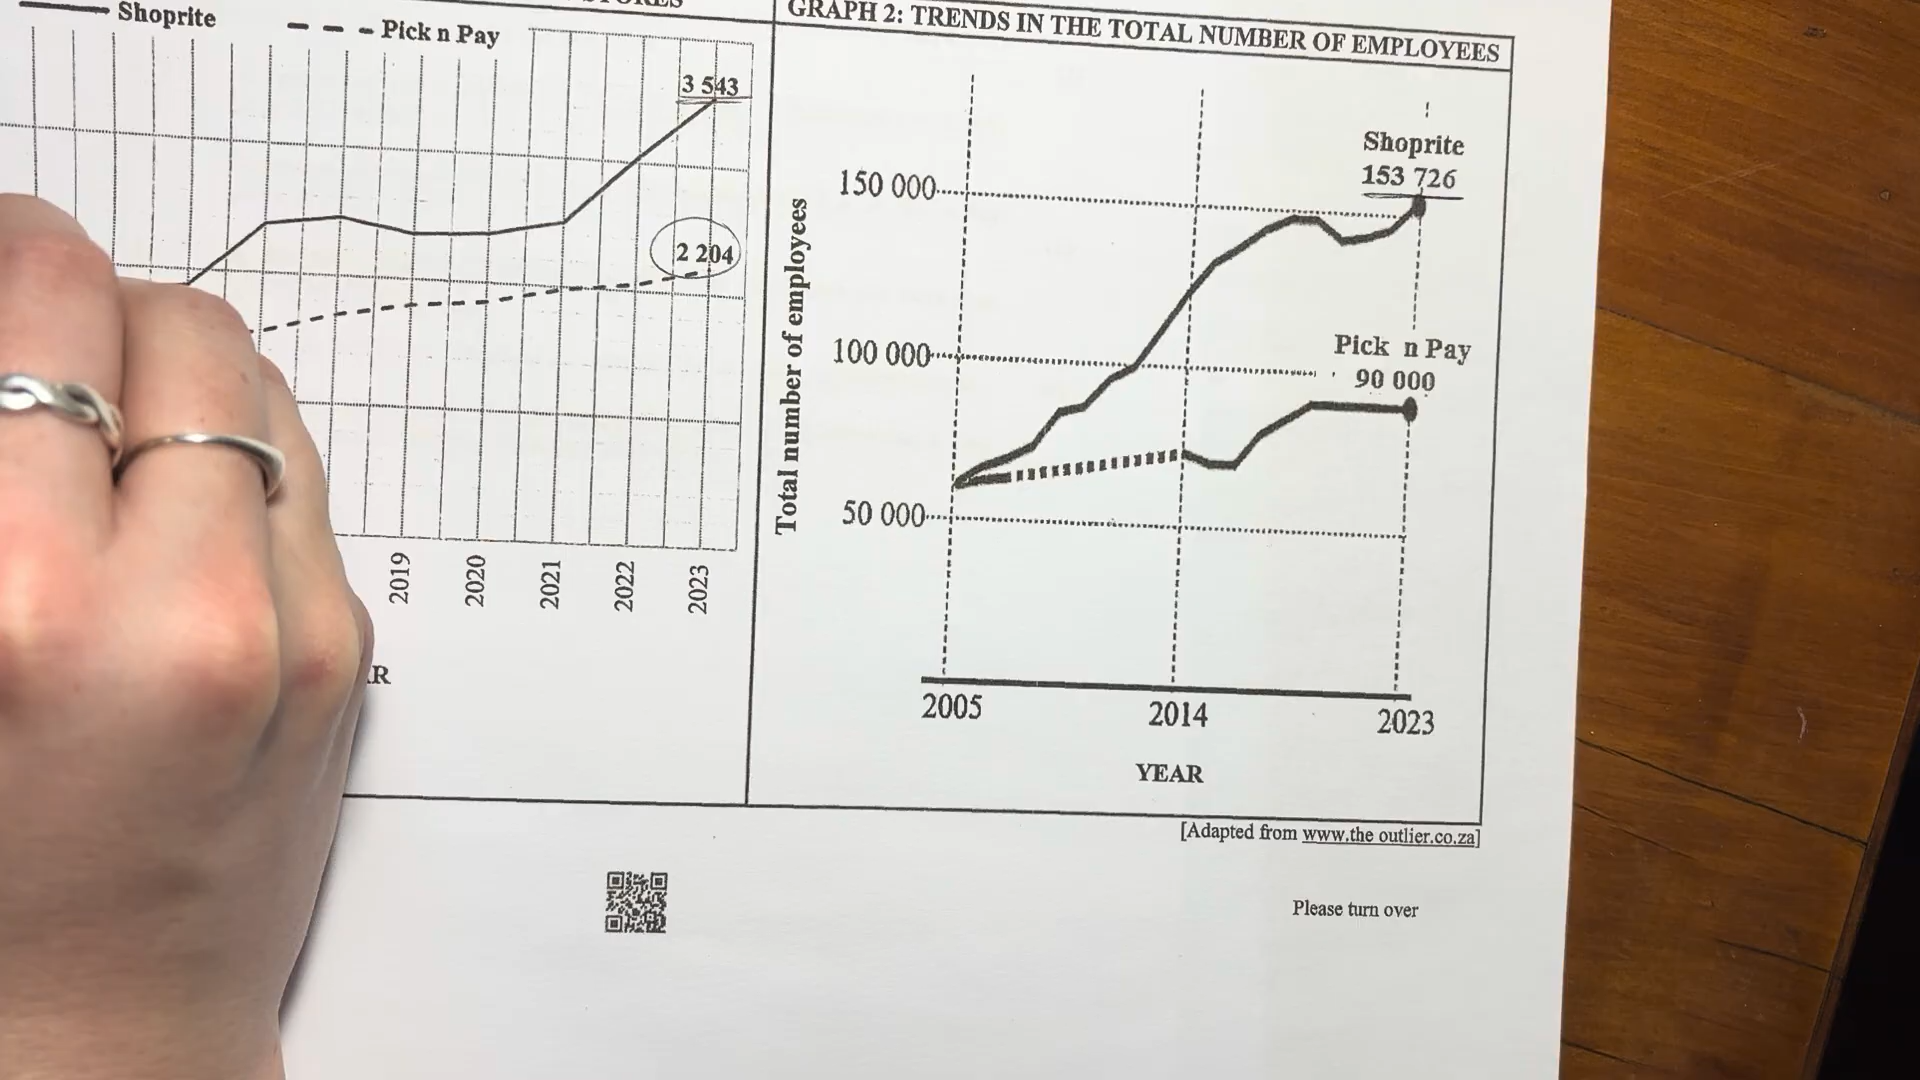 Shoprite
Pick n Pay
3 543
2 204
2019
2020
2021
2022
2023
GRAPH 2: TRENDS IN THE TOTAL NUMBER OF EMPLOYEES
Total number of employees
150 000
100 000
50 000
Shoprite
153 726
Pick n Pay
90 000
2005
2014
2023
YEAR
[Adapted from www.the outlier.co.za]
Please turn over